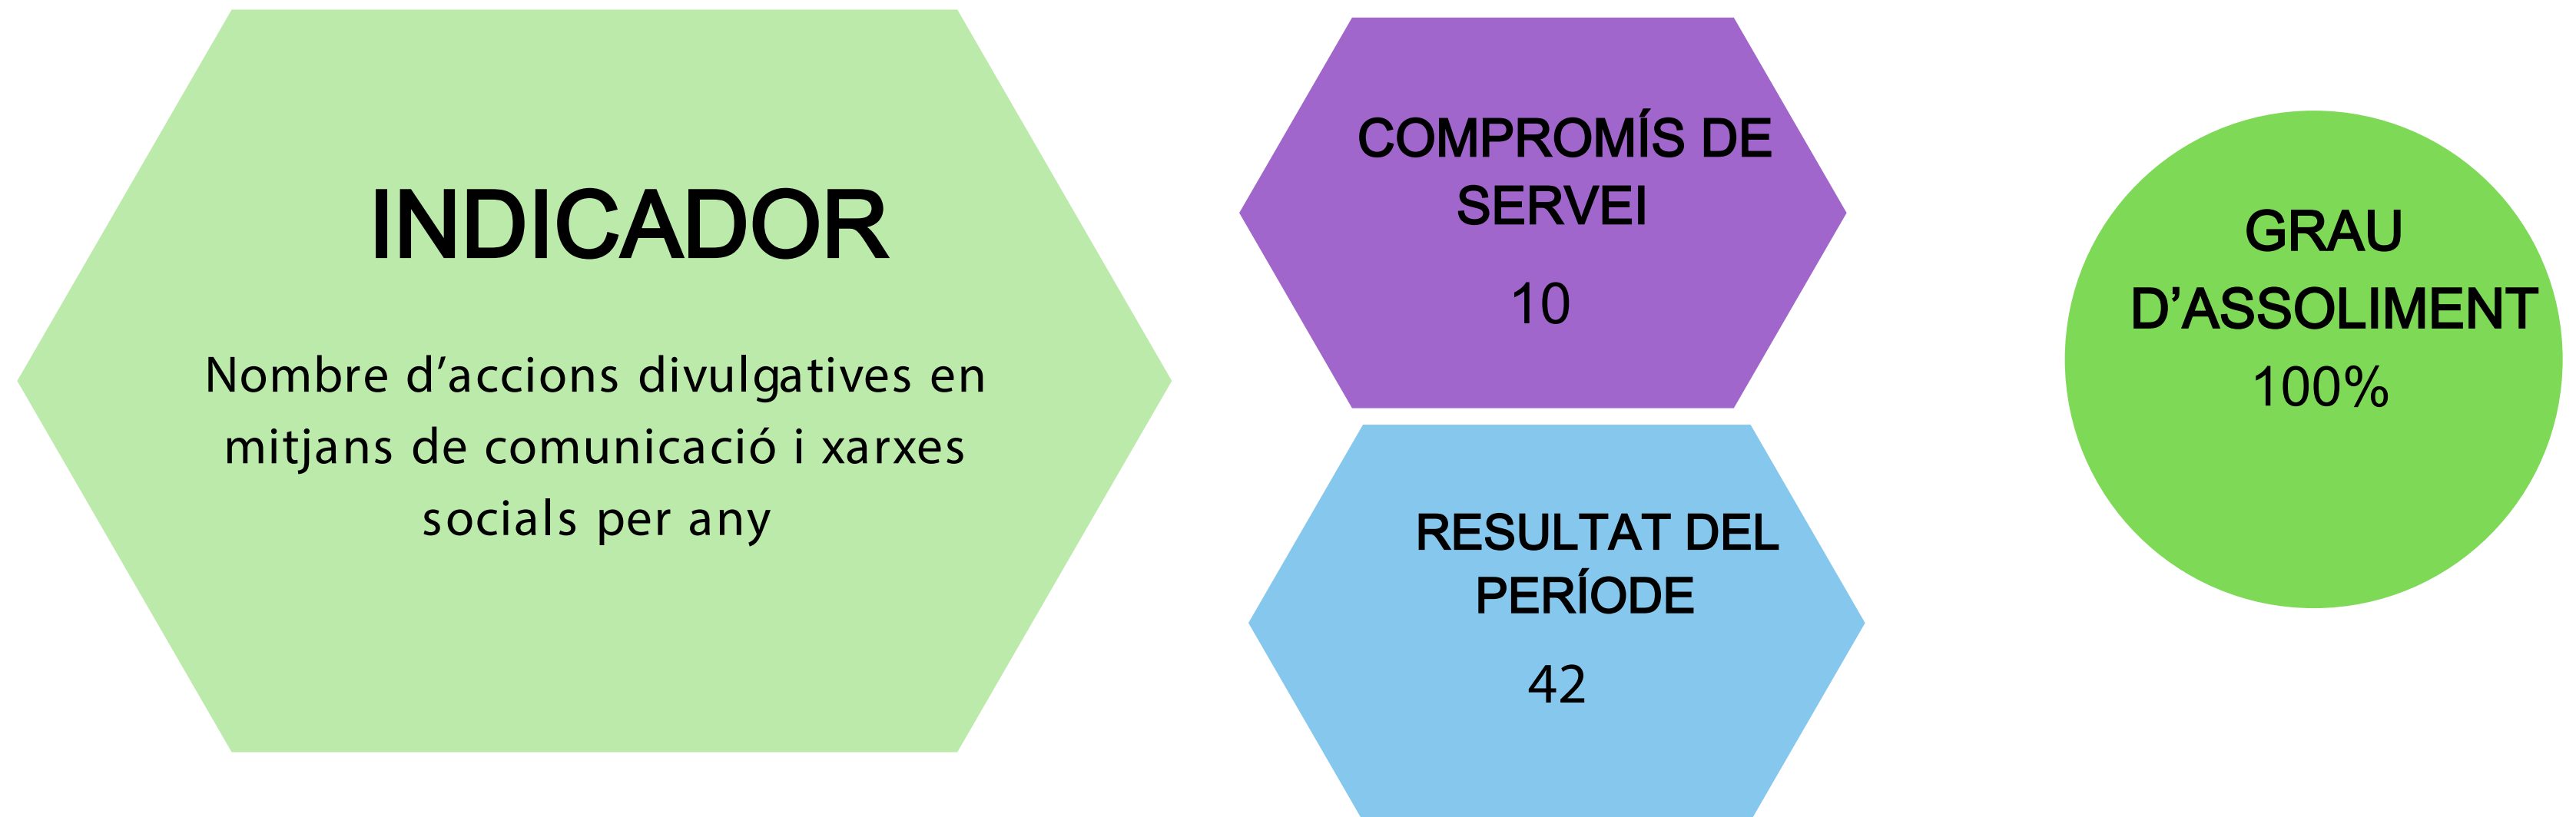 INDICADOR
Nombre d’accions divulgatives en
mitjans de comunicació i xarxes
socials per any
COMPROMÍS DE
SERVEI
10
RESULTAT DEL
PERÍODE
42
GRAU
D’ASSOLIMENT
100%